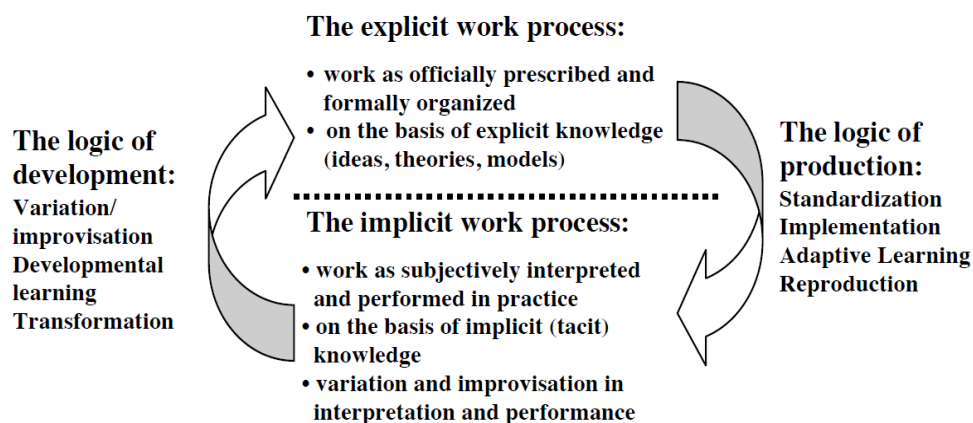 The explicit work process:
• work as officially prescribed and
formally organized
• on the basis of explicit knowledge
(ideas, theories, models)
The logic of
development:
Variation/
improvisation
Developmental
learning
Transformation
The logic of
production:
Standardization
Implementation
Adaptive Learning
Reproduction
The implicit work process:
• work as subjectively interpreted
and performed in practice
• on the basis of implicit (tacit)
knowledge
• variation and improvisation in
interpretation and performance